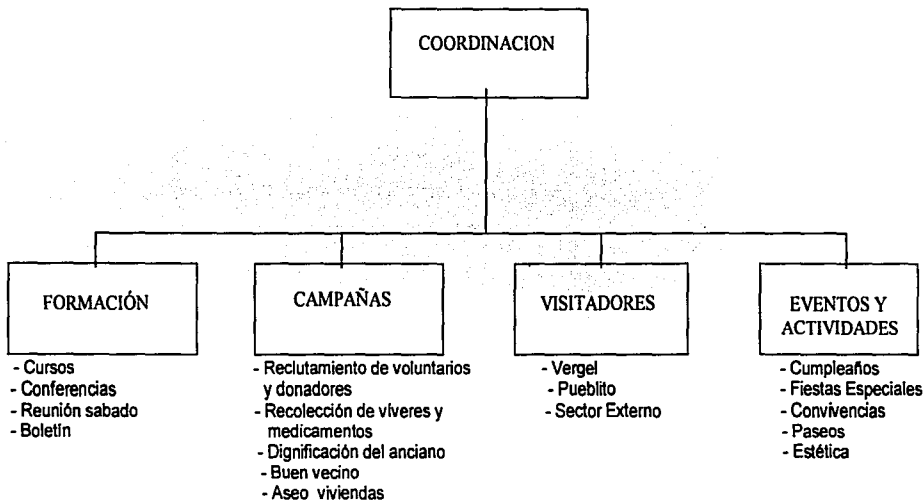 COORDINACION
FORMACIÓN
- Cursos
- Conferencias
- Reunión sabado
- Boletín
CAMPAÑAS
- Reclutamiento de voluntarios
y donadores
- Recolección de víveres y
medicamentos
- Dignificación del anciano
- Buen vecino
- Aseo viviendas
VISITADORES
- Vergel
- Pueblito
- Sector Externo
EVENTOS Y
ACTIVIDADES
- Cumpleaños
- Fiestas Especiales
- Convivencias
- Paseos
- Estética